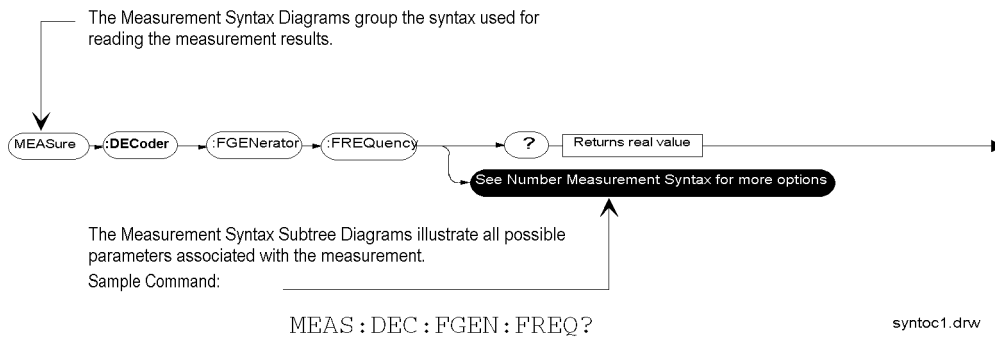 The Measurement Syntax Diagrams group the syntax used for
reading the measurement results.
MEASure
:DECoder
:FGENerator
:FREQuency
?
Returns real value
See Number Measurement Syntax for more options
The Measurement Syntax Subtree Diagrams illustrate all possible
parameters associated with the measurement.
Sample Command:
MEAS:DEC:FGEN:FREQ?
syntoc1.drw